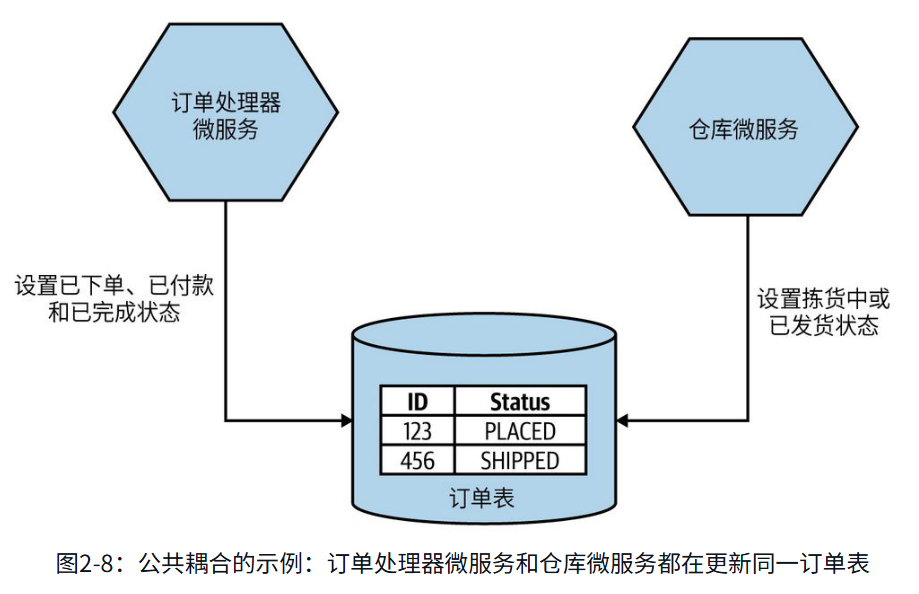 订单处理器
微服务
仓库微服务
设置已下单、已付款
和已完成状态
设置拣货中或
已发货状态
ID Status
123 PLACED
456 SHIPPED
订单表
图2-8：公共耦合的示例：订单处理器微服务和仓库微服务都在更新同一订单表